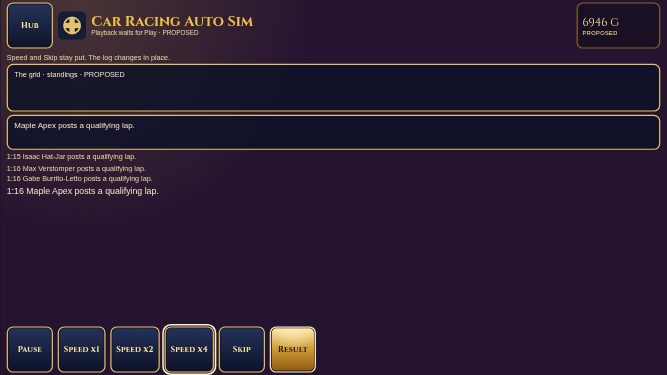 Hub
Car Racing Auto Sim
Playback waits for Play · PROPOSED
6946 G
PROPOSED
Speed and Skip stay put. The log changes in place.
The grid · standings · PROPOSED
Maple Apex posts a qualifying lap.
1:15 Isaac Hat-Jar posts a qualifying lap.
1:16 Max Verstomper posts a qualifying lap.
1:16 Gabe Burrito-Letto posts a qualifying lap.
1:16 Maple Apex posts a qualifying lap.
Pause
Speed x1
Speed x2
Speed x4
Skip
Result